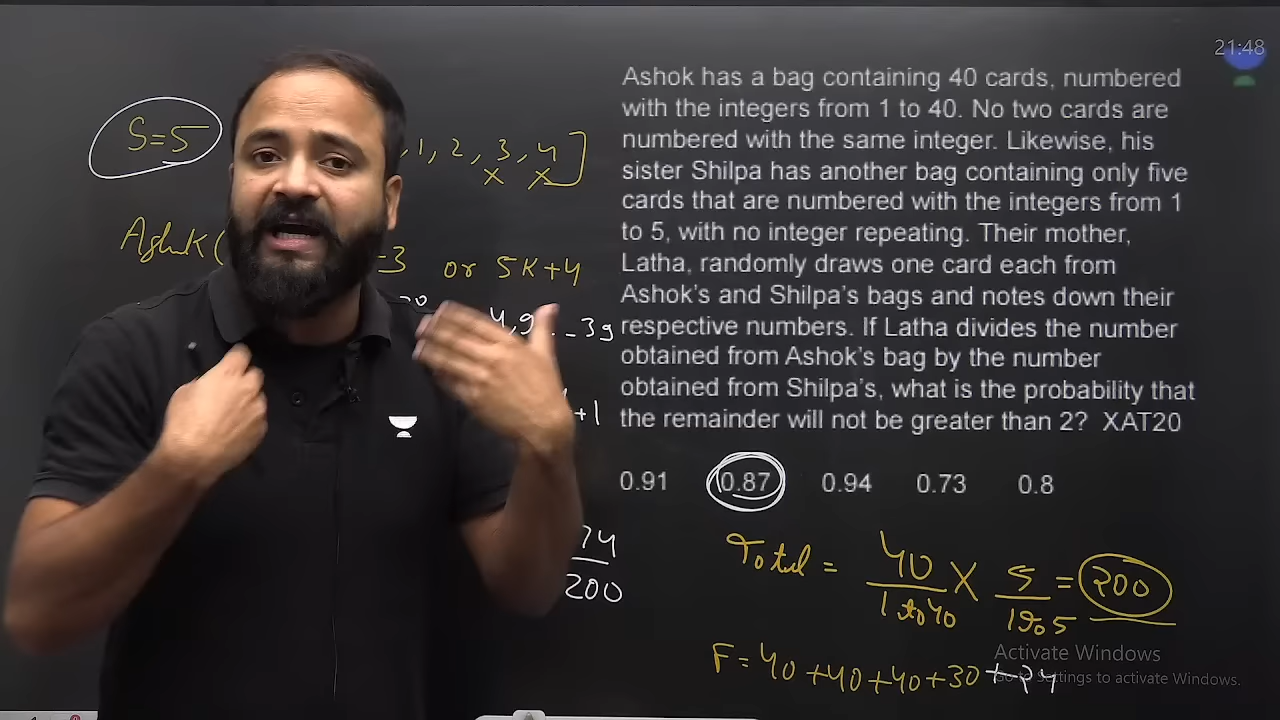 21:48
Ashok has a bag containing 40 cards, numbered
with the integers from 1 to 40. No two cards are
numbered with the same integer. Likewise, his
sister Shilpa has another bag containing only five
cards that are numbered with the integers from 1
to 5, with no integer repeating. Their mother,
Latha, randomly draws one card each from
Ashok's and Shilpa's bags and notes down their
respective numbers. If Latha divides the number
obtained from Ashok's bag by the number
obtained from Shilpa's, what is the probability that
the remainder will not be greater than 2? XAT20
0.91 0.87 0.94 0.73 0.8
S=5
, 1, 2, 3, 4]
x x
Ashok (
-3 or 5K+4
4, 9, .. 39
+1
74
200
Total = 40/1 to 40 X 5/1 to 5 = 200
F = 40 +40 +40 +30 + 24
Activate Windows
Go to Settings to activate Windows.